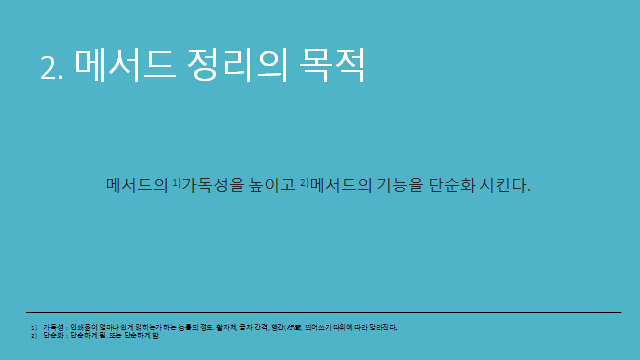 2. 메서드 정리의 목적
메서드의 1)가독성을 높이고 2)메서드의 기능을 단순화 시킨다.
1) 가독성 : 인쇄물이 얼마나 쉽게 읽히는가 하는 능률의 정도. 활자체, 글자 간격, 행간(行間), 띄어쓰기 따위에 따라 달라진다.
2) 단순화 : 단순하게 됨. 또는 단순하게 함